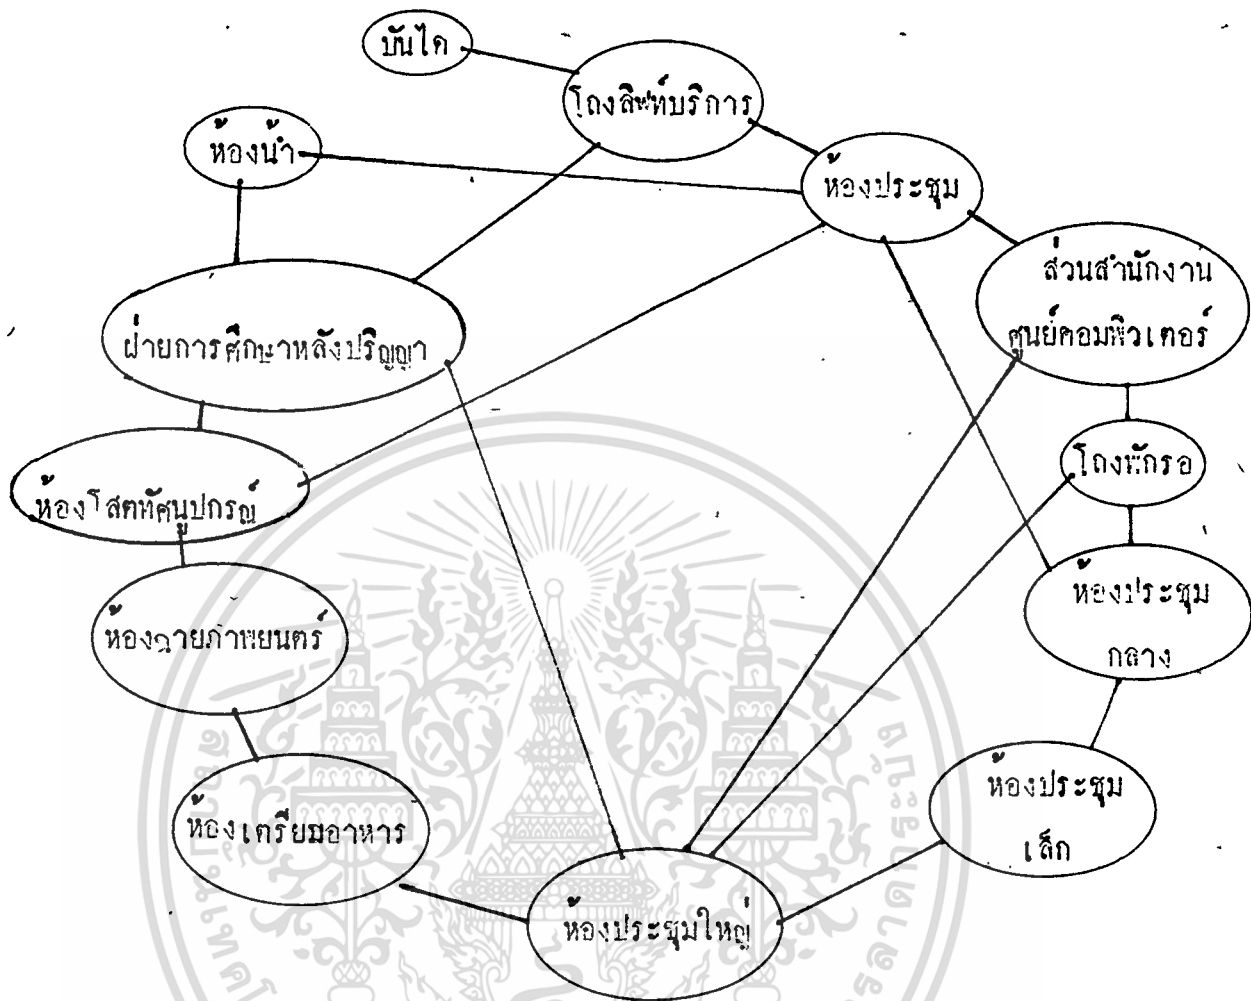 บันได
โถงลิฟท์บริการ
ห้องน้ำ
ห้องประชุม
ส่วนสำนักงาน
ศูนย์คอมพิวเตอร์
ฝ่ายการศึกษาหลังปริญญา
โถงพักรอ
ห้องโสตทัศนูปกรณ์
ห้องประชุม
กลาง
ห้องฉายภาพยนตร์
ห้องประชุม
เล็ก
ห้องเตรียมอาหาร
ห้องประชุมใหญ่